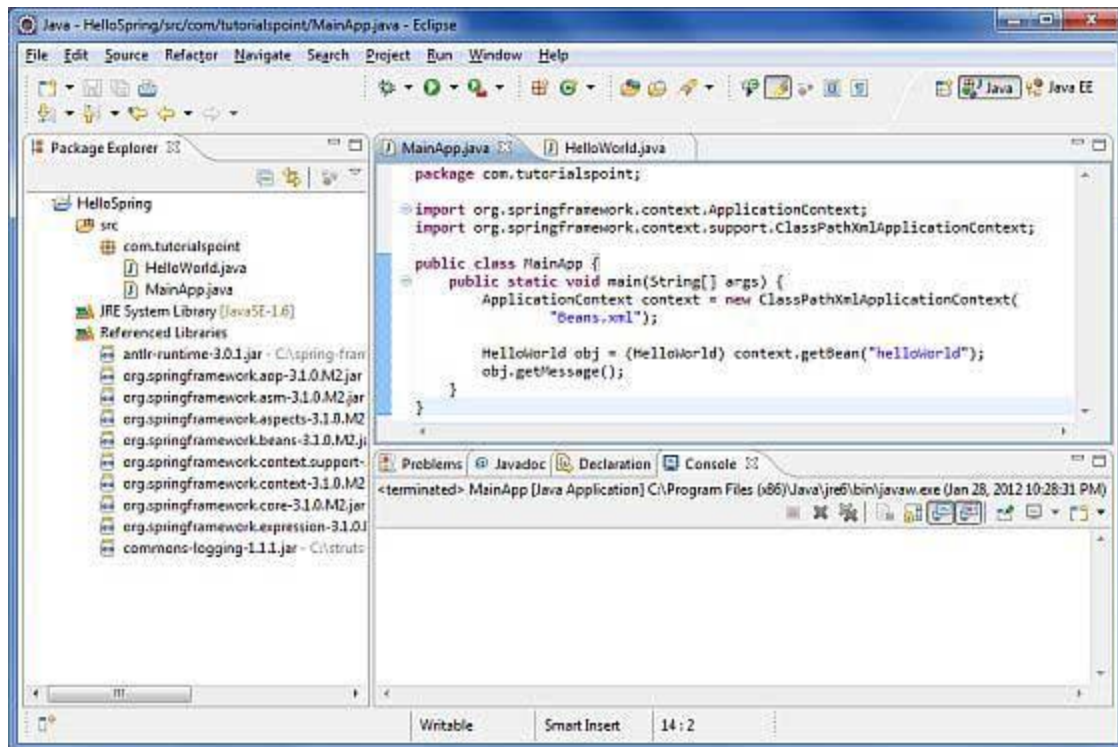 Java - HelloSpring/src/com/tutorialspoint/MainApp.java - Eclipse
File Edit Source Refactor Navigate Search Project Run Window Help
Java Java EE
Package Explorer
HelloSpring
src
com.tutorialspoint
HelloWorld.java
MainApp.java
JRE System Library [JavaSE-1.6]
Referenced Libraries
antlr-runtime-3.0.1.jar - C:\spring-fram
org.springframework.aop-3.1.0.M2.jar
org.springframework.asm-3.1.0.M2.jar
org.springframework.aspects-3.1.0.M2
org.springframework.beans-3.1.0.M2.j
org.springframework.context.support-
org.springframework.context-3.1.0.M2
org.springframework.core-3.1.0.M2.jar
org.springframework.expression-3.1.0.
commons-logging-1.1.1.jar - C:\struts
MainApp.java HelloWorld.java
package com.tutorialspoint;
import org.springframework.context.ApplicationContext;
import org.springframework.context.support.ClassPathXmlApplicationContext;
public class MainApp {
public static void main(String[] args) {
ApplicationContext context = new ClassPathXmlApplicationContext(
"Beans.xml");
HelloWorld obj = (HelloWorld) context.getBean("helloWorld");
obj.getMessage();
}
}
Problems Javadoc Declaration Console
<terminated> MainApp [Java Application] C:\Program Files (x86)\Java\jre6\bin\javaw.exe (Jan 28, 2012 10:28:31 PM)
Writable Smart Insert 14 : 2